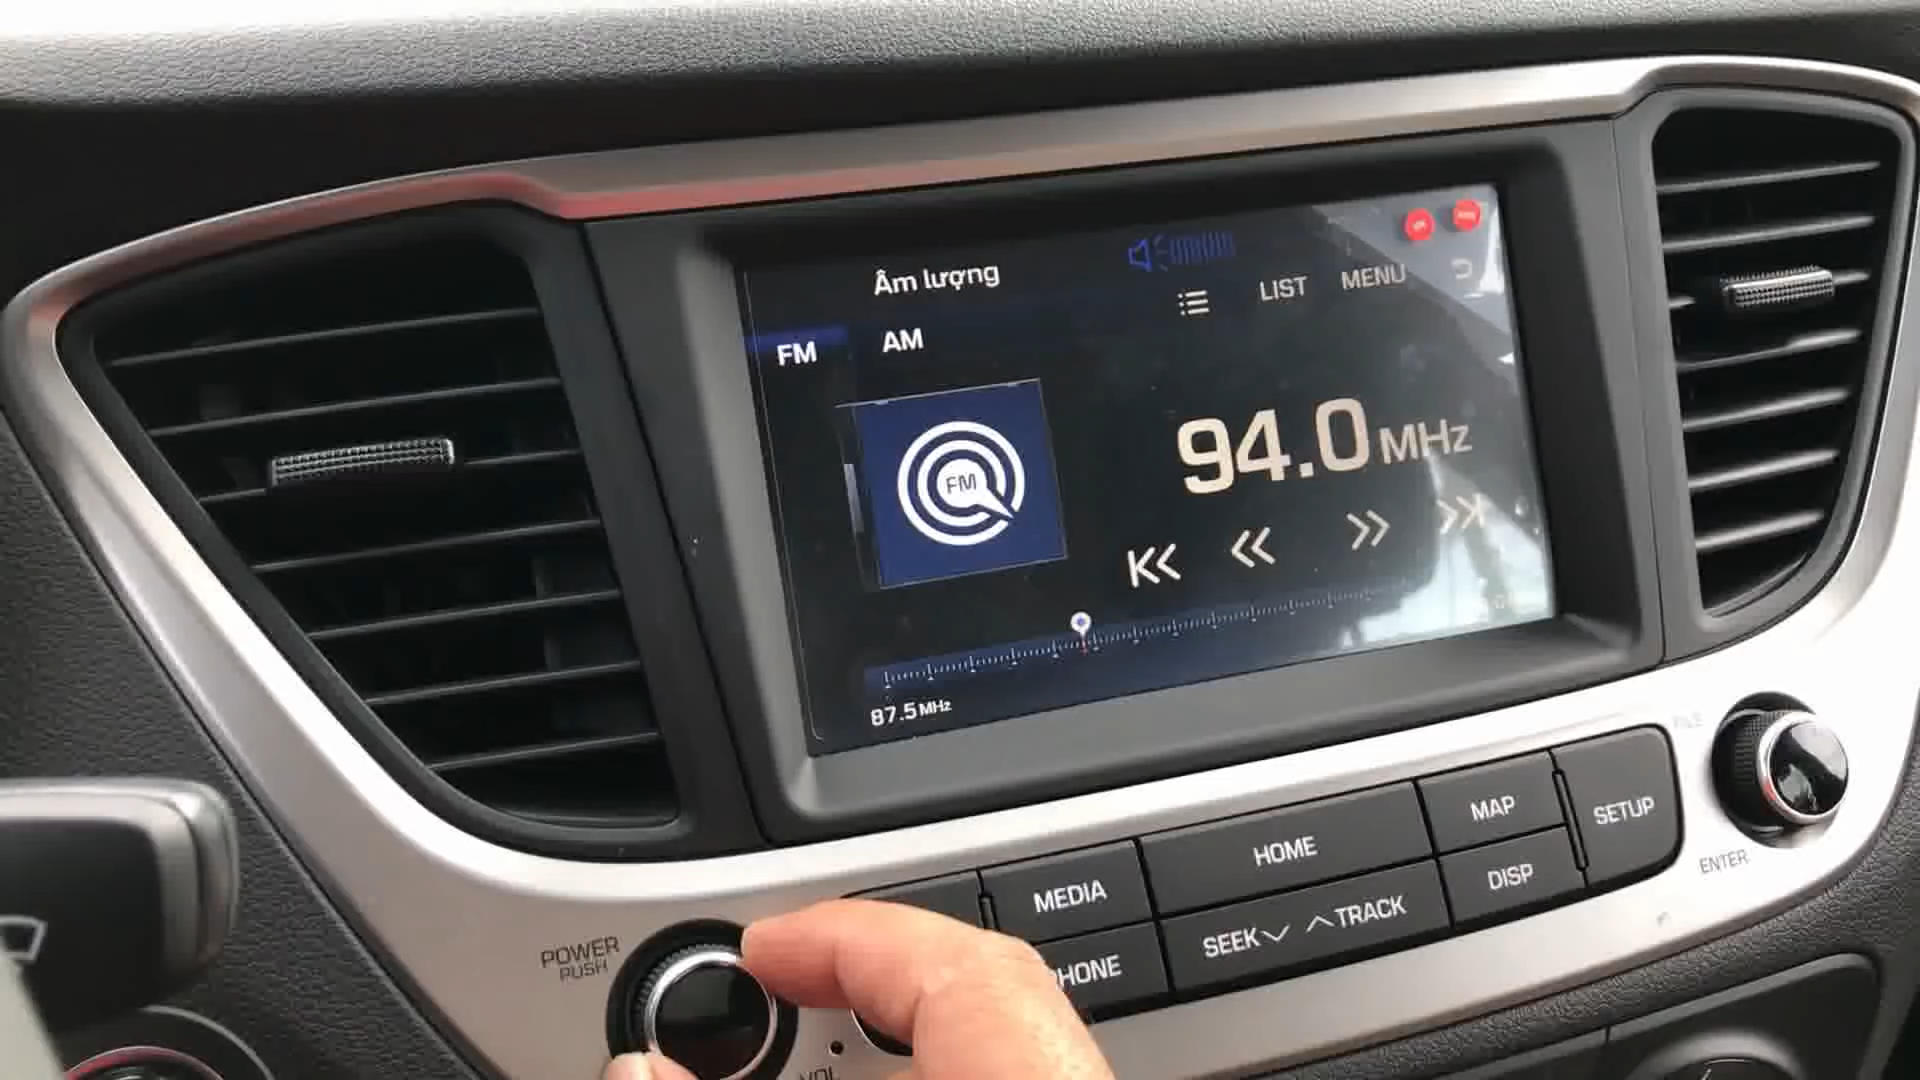 Âm lượng
LIST MENU
FM AM
FM
94.0 MHz
87.5 MHz
MAP
SETUP
HOME
MEDIA
DISP
SEEK TRACK
ENTER
POWER
PUSH
PHONE
VOL